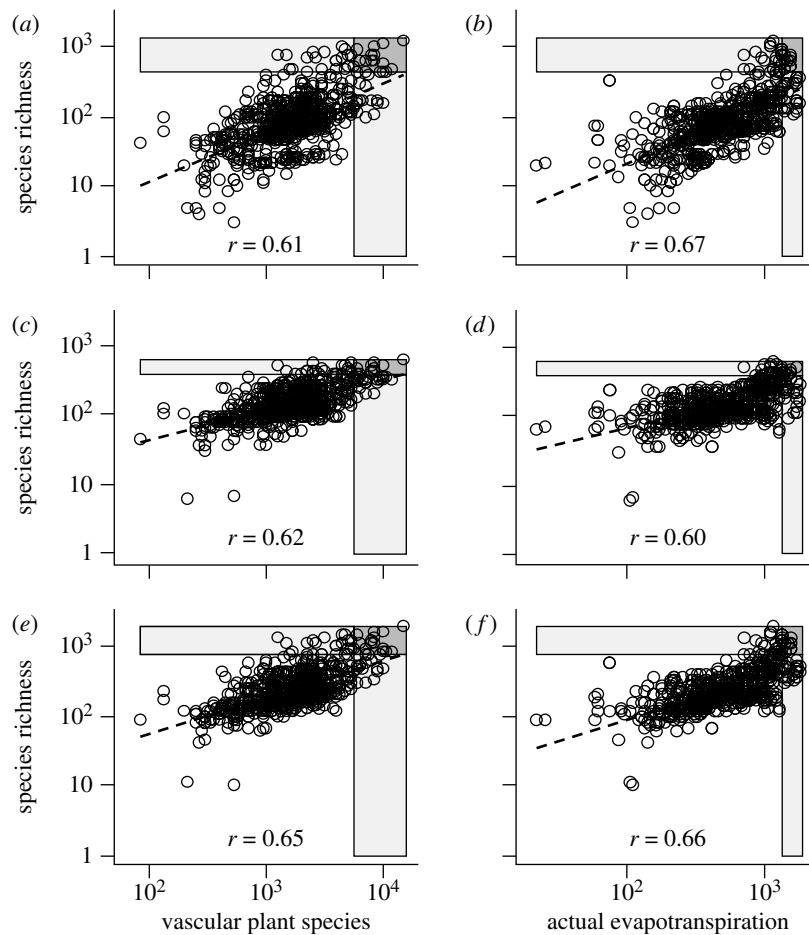 (a)
(b)
species richness
10³
10²
10
1
r = 0.61
r = 0.67
(c)
(d)
species richness
10³
10²
10
1
r = 0.62
r = 0.60
(e)
(f)
species richness
10³
10²
10
1
r = 0.65
r = 0.66
10² 10³ 10⁴
10² 10³
vascular plant species
actual evapotranspiration